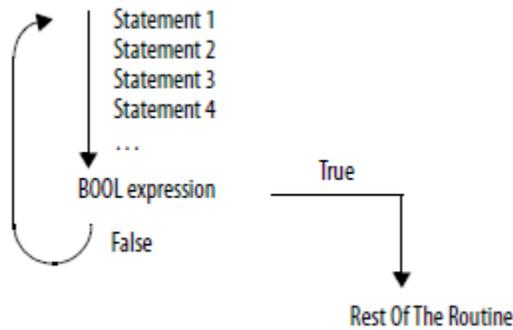 Statement 1
Statement 2
Statement 3
Statement 4
...
BOOL expression
True
False
Rest Of The Routine